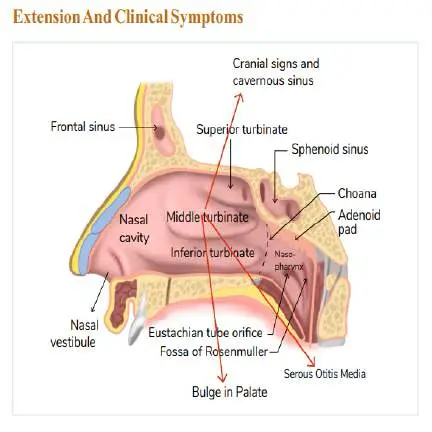 Extension And Clinical Symptoms
Cranial signs and
cavernous sinus
Frontal sinus
Superior turbinate
Sphenoid sinus
Choana
Adenoid
pad
Nasal
cavity
Middle turbinate
Inferior turbinate
Naso-
pharynx
Nasal
vestibule
Eustachian tube orifice
Fossa of Rosenmuller
Serous Otitis Media
Bulge in Palate